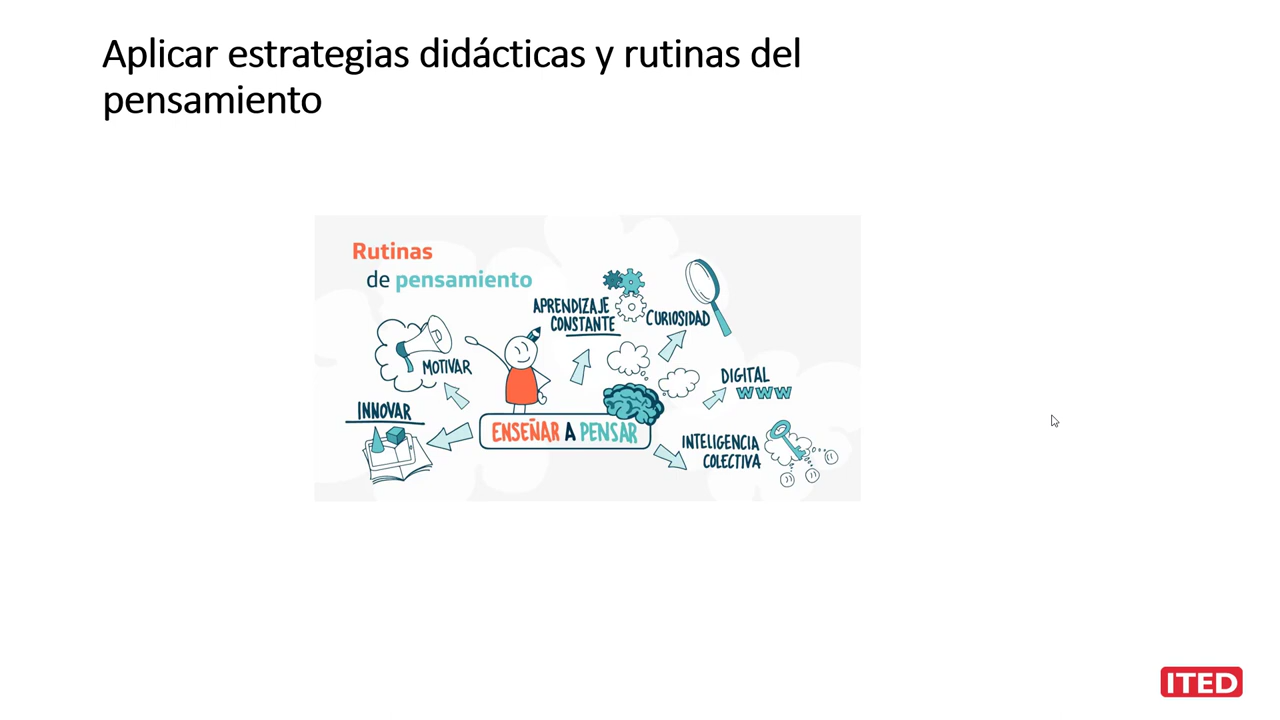 Aplicar estrategias didácticas y rutinas del
pensamiento
Rutinas
de pensamiento
APRENDIZAJE
CONSTANTE
CURIOSIDAD
MOTIVAR
DIGITAL
WWW
INNOVAR
ENSEÑAR A PENSAR
INTELIGENCIA
COLECTIVA
ITED